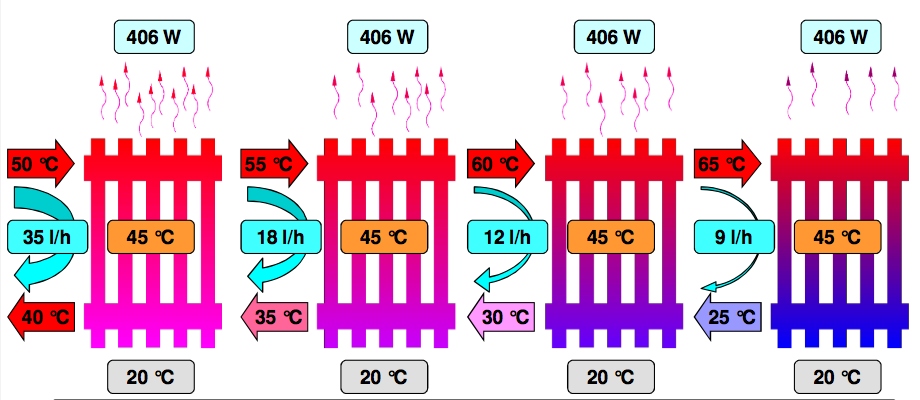 406 W
406 W
406 W
406 W
50 °C
55 °C
60 °C
65 °C
35 l/h
45 °C
18 l/h
45 °C
12 l/h
45 °C
9 l/h
45 °C
40 °C
35 °C
30 °C
25 °C
20 °C
20 °C
20 °C
20 °C